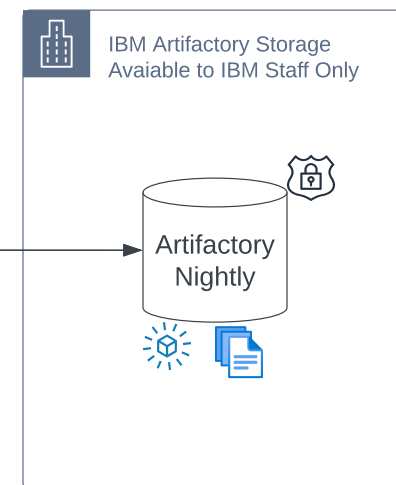 IBM Artifactory Storage
Avaiable to IBM Staff Only
Artifactory
Nightly